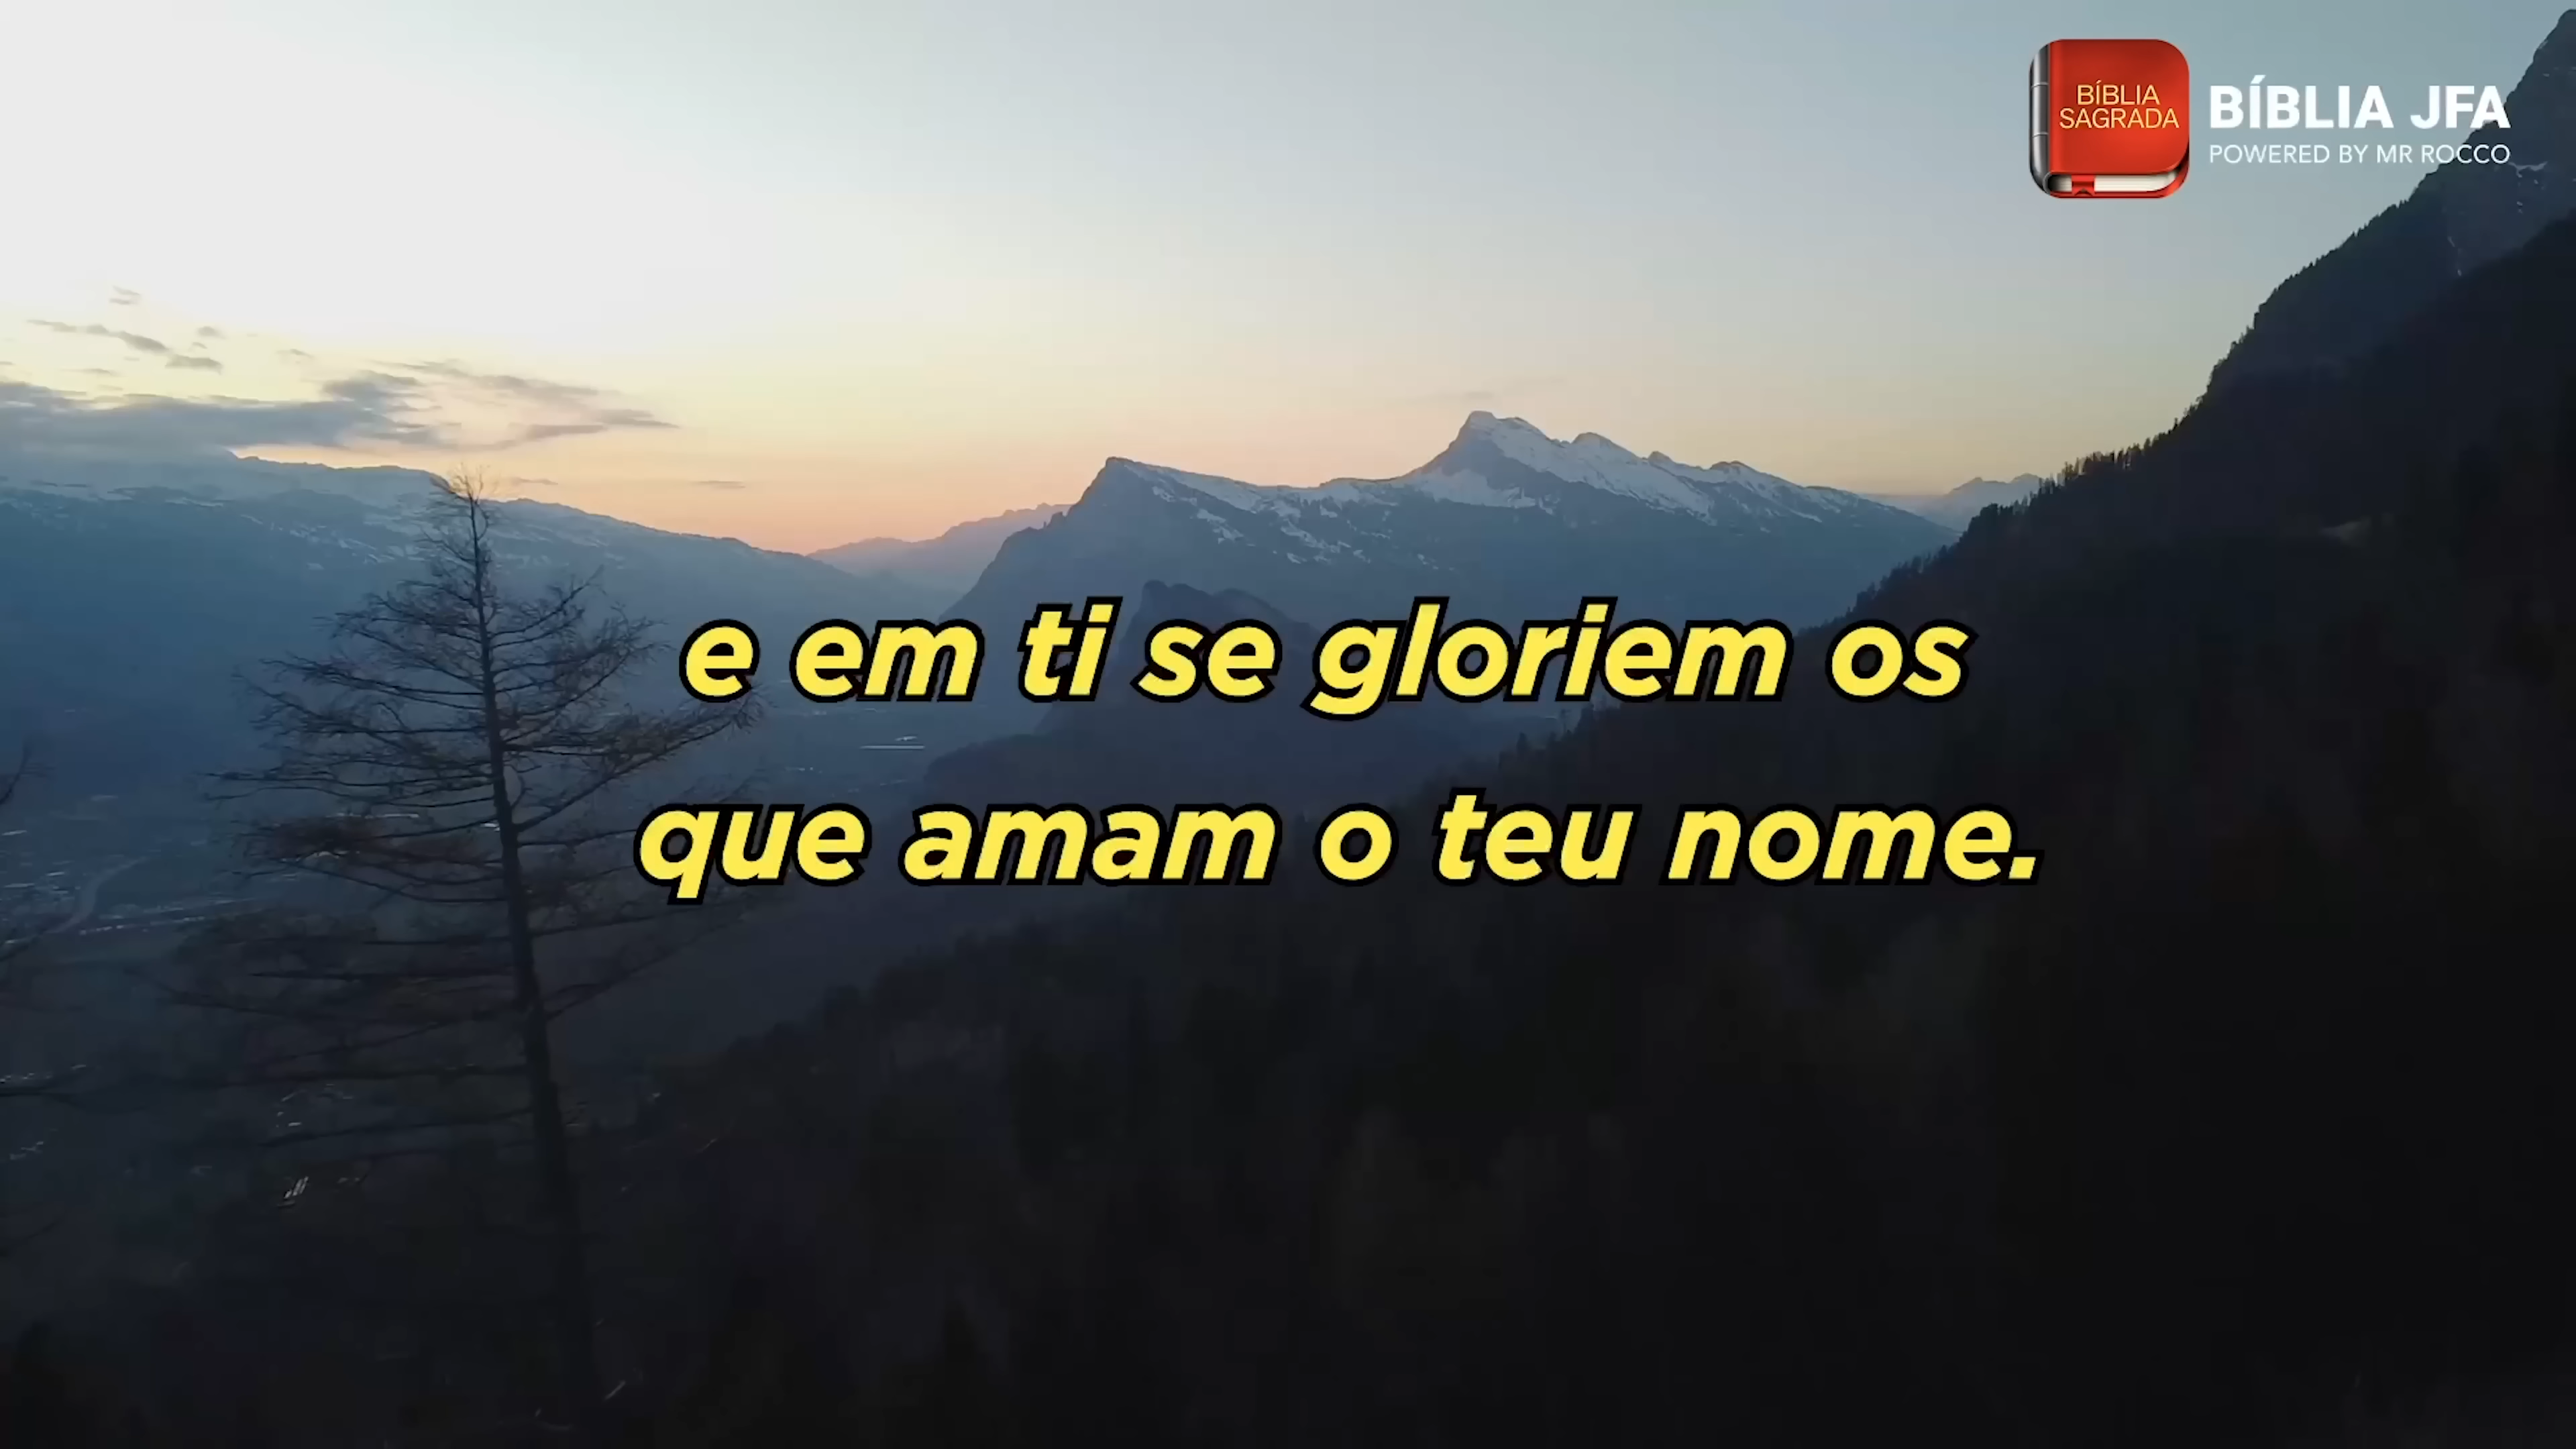 BÍBLIA
SAGRADA
BÍBLIA JFA
POWERED BY MR ROCCO
e em ti se gloriem os
que amam o teu nome.